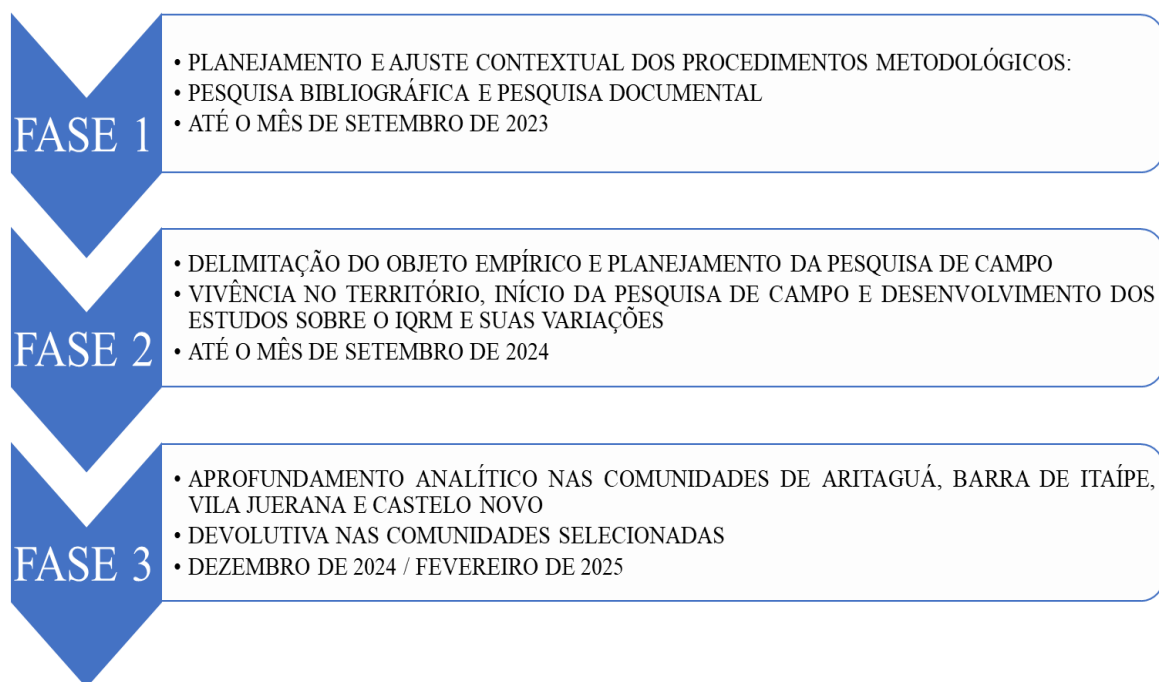 FASE 1
• PLANEJAMENTO E AJUSTE CONTEXTUAL DOS PROCEDIMENTOS METODOLÓGICOS:
• PESQUISA BIBLIOGRÁFICA E PESQUISA DOCUMENTAL
• ATÉ O MÊS DE SETEMBRO DE 2023
FASE 2
• DELIMITAÇÃO DO OBJETO EMPÍRICO E PLANEJAMENTO DA PESQUISA DE CAMPO
• VIVÊNCIA NO TERRITÓRIO, INÍCIO DA PESQUISA DE CAMPO E DESENVOLVIMENTO DOS
ESTUDOS SOBRE O IQRM E SUAS VARIAÇÕES
• ATÉ O MÊS DE SETEMBRO DE 2024
FASE 3
• APROFUNDAMENTO ANALÍTICO NAS COMUNIDADES DE ARITAGUÁ, BARRA DE ITAÍPE,
VILA JUERANA E CASTELO NOVO
• DEVOLUTIVA NAS COMUNIDADES SELECIONADAS
• DEZEMBRO DE 2024 / FEVEREIRO DE 2025